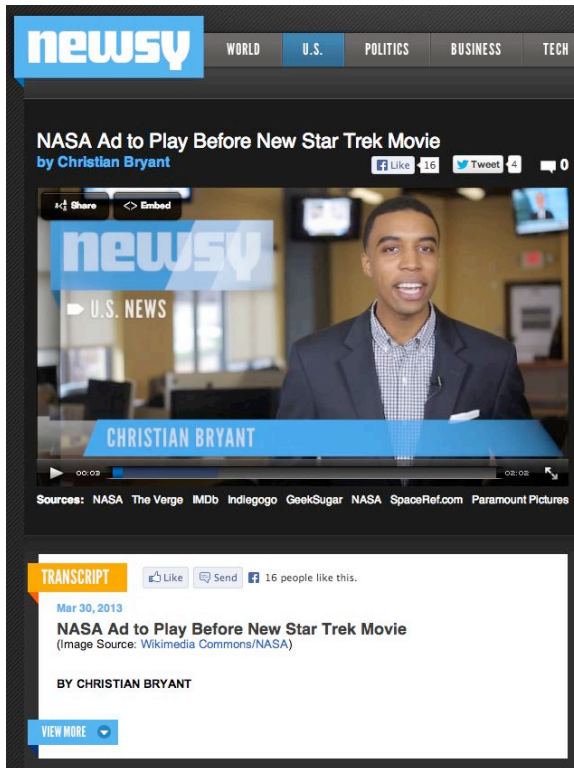 newsy
WORLD U.S. POLITICS BUSINESS TECH
NASA Ad to Play Before New Star Trek Movie
by Christian Bryant
Like 16 Tweet 4 0
Share <> Embed
newsy
U.S. NEWS
CHRISTIAN BRYANT
00:02 02:02
Sources: NASA The Verge IMDb Indiegogo GeekSugar NASA SpaceRef.com Paramount Pictures
TRANSCRIPT Like Send 16 people like this.
Mar 30, 2013
NASA Ad to Play Before New Star Trek Movie
(Image Source: Wikimedia Commons/NASA)
BY CHRISTIAN BRYANT
VIEW MORE